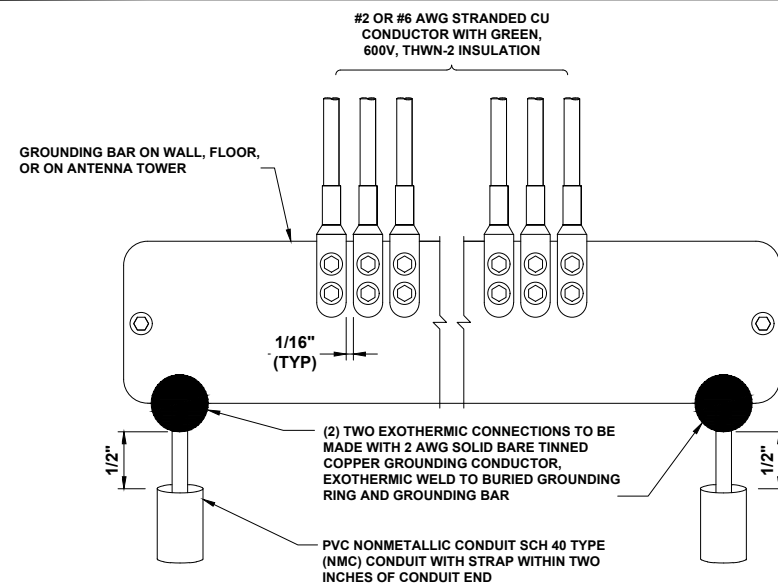 #2 OR #6 AWG STRANDED CU
CONDUCTOR WITH GREEN,
600V, THWN-2 INSULATION
GROUNDING BAR ON WALL, FLOOR,
OR ON ANTENNA TOWER
1/16"
(TYP)
(2) TWO EXOTHERMIC CONNECTIONS TO BE
MADE WITH 2 AWG SOLID BARE TINNED
COPPER GROUNDING CONDUCTOR,
EXOTHERMIC WELD TO BURIED GROUNDING
RING AND GROUNDING BAR
1/2"
1/2"
PVC NONMETALLIC CONDUIT SCH 40 TYPE
(NMC) CONDUIT WITH STRAP WITHIN TWO
INCHES OF CONDUIT END